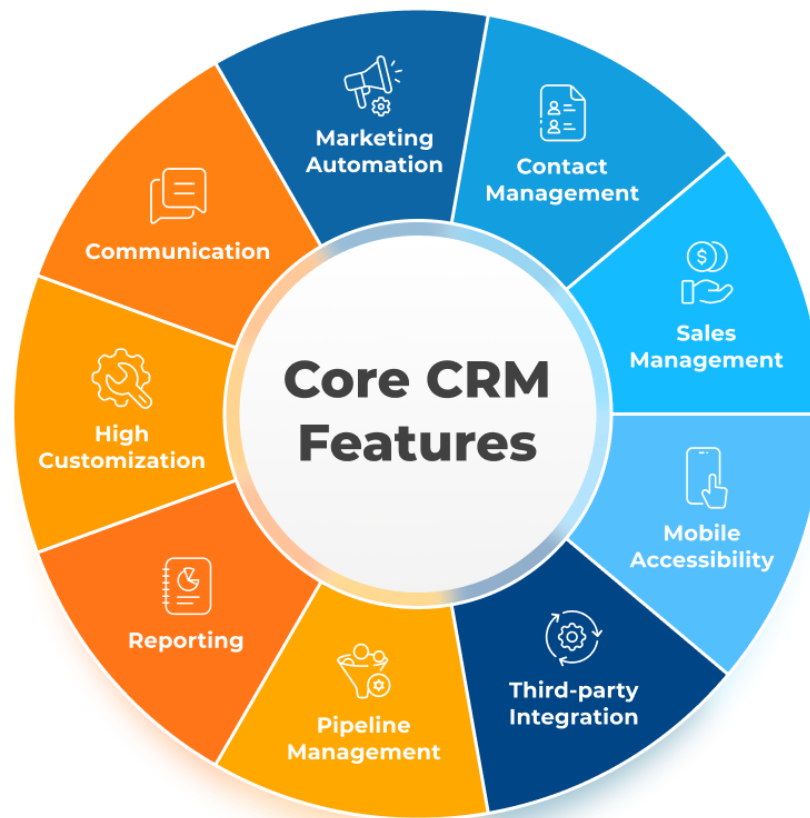 Core CRM
Features
Marketing
Automation
Contact
Management
$
Sales
Management
Mobile
Accessibility
Third-party
Integration
Pipeline
Management
Reporting
High
Customization
Communication